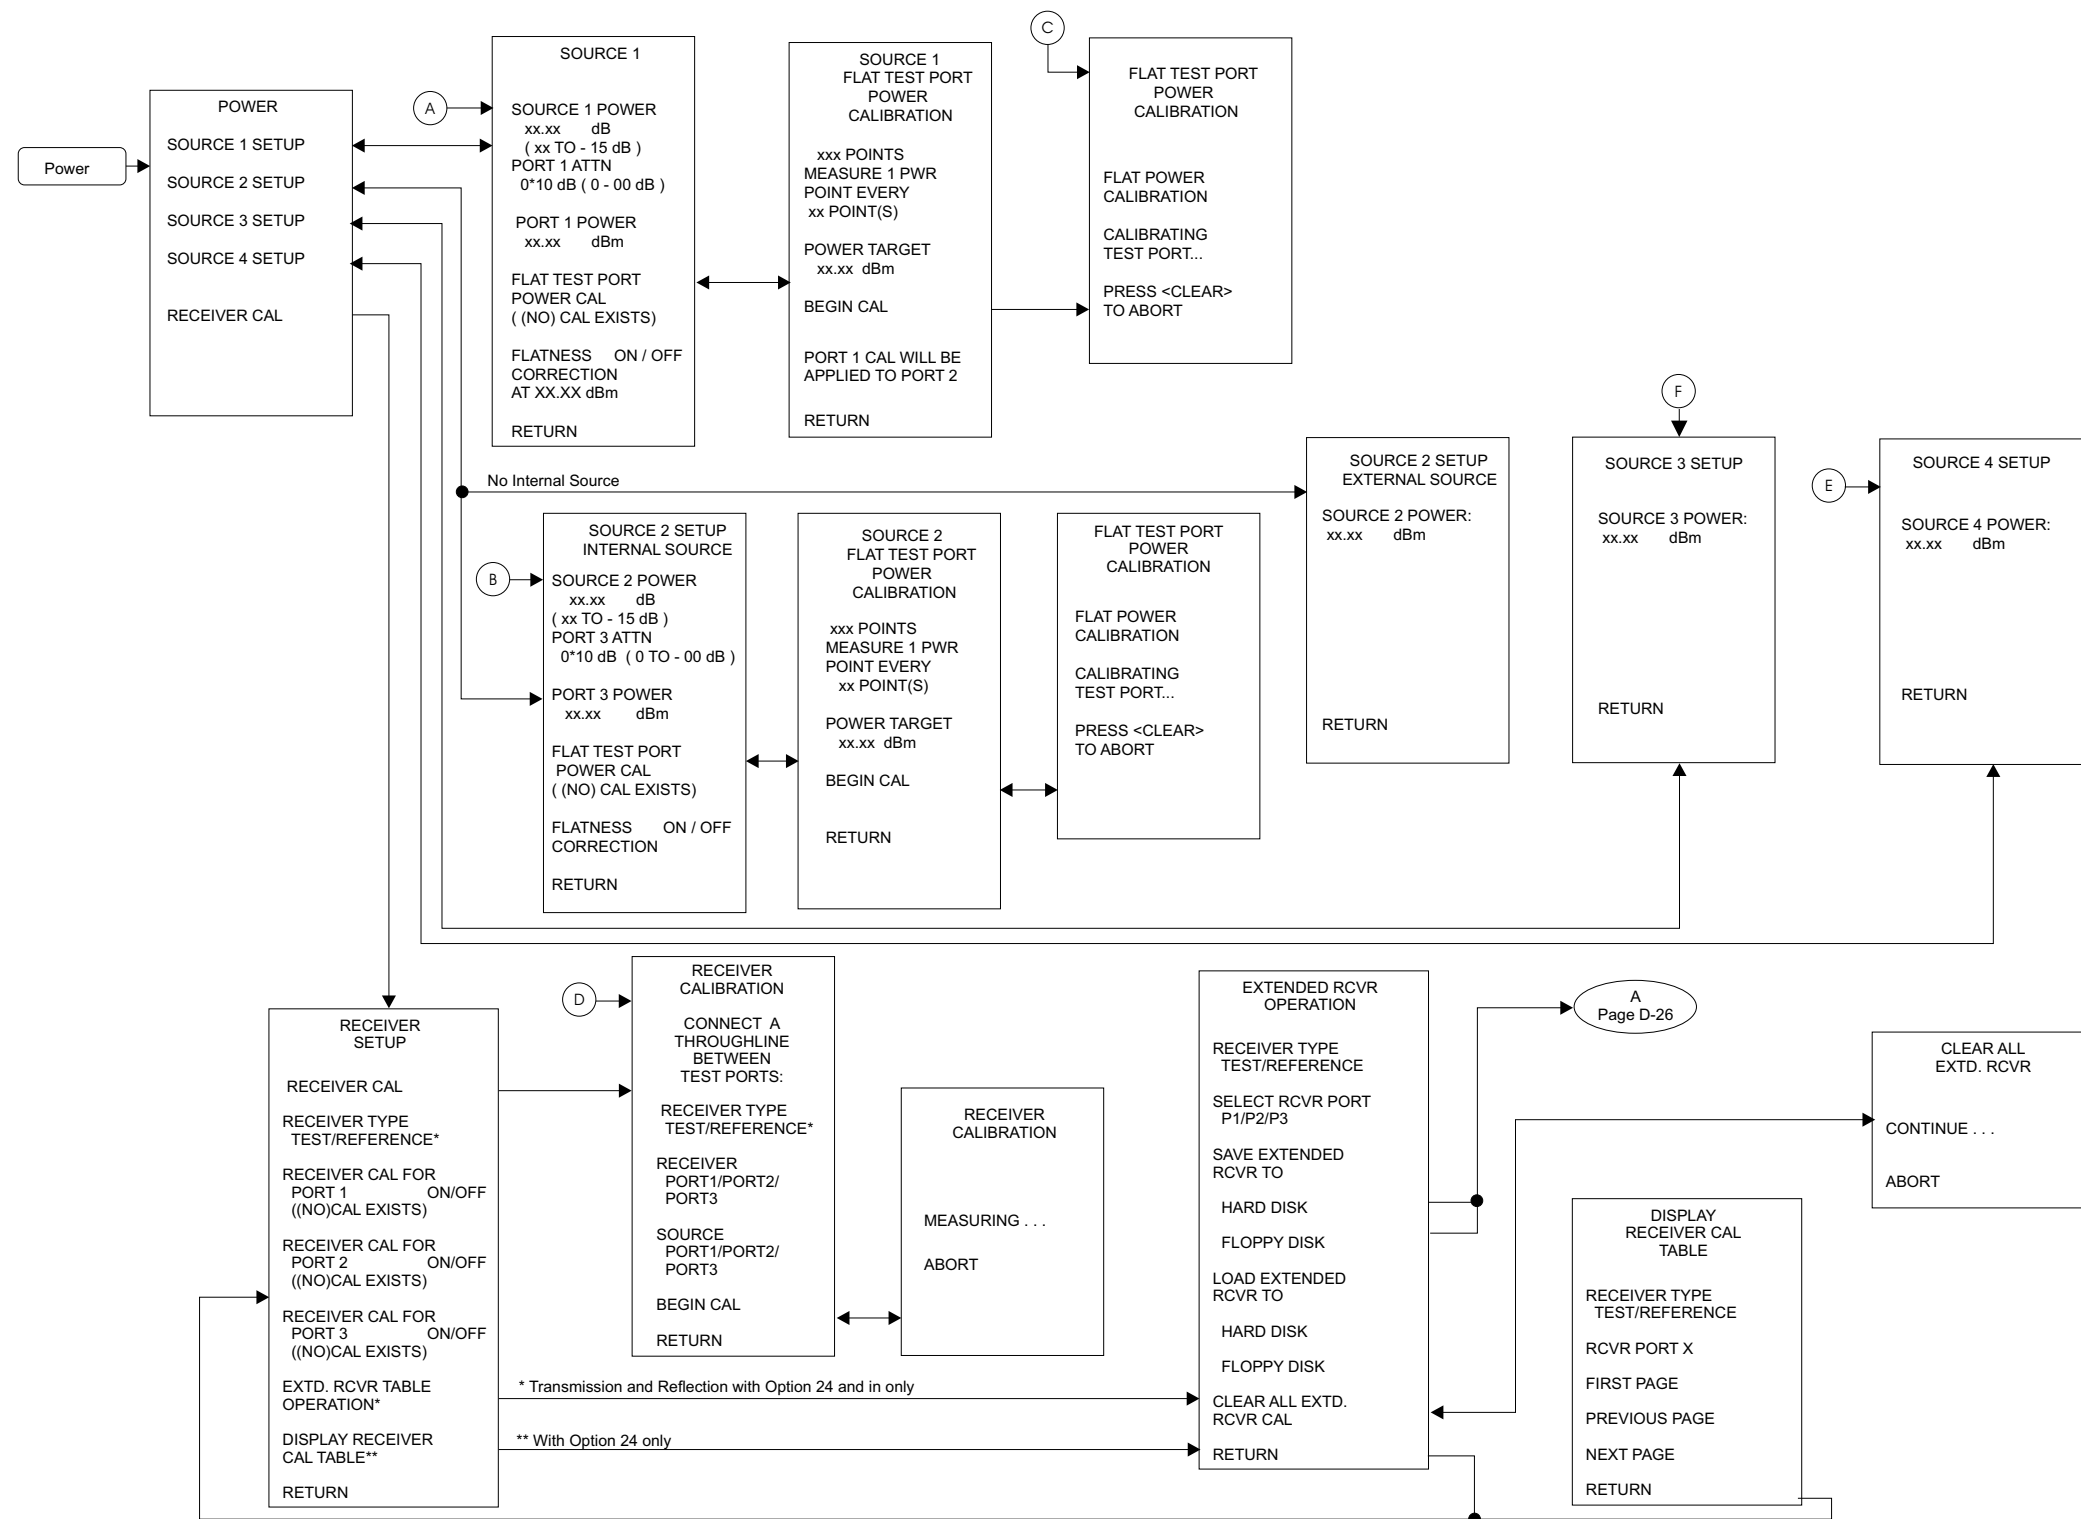 Power
POWER
SOURCE 1 SETUP
SOURCE 2 SETUP
SOURCE 3 SETUP
SOURCE 4 SETUP
RECEIVER CAL
A
SOURCE 1
SOURCE 1 POWER
xx.xx dB
( xx TO - 15 dB )
PORT 1 ATTN
0*10 dB ( 0 - 00 dB )
PORT 1 POWER
xx.xx dBm
FLAT TEST PORT
POWER CAL
( (NO) CAL EXISTS)
FLATNESS ON / OFF
CORRECTION
AT XX.XX dBm
RETURN
SOURCE 1
FLAT TEST PORT
POWER
CALIBRATION
xxx POINTS
MEASURE 1 PWR
POINT EVERY
xx POINT(S)
POWER TARGET
xx.xx dBm
BEGIN CAL
PORT 1 CAL WILL BE
APPLIED TO PORT 2
RETURN
C
FLAT TEST PORT
POWER
CALIBRATION
FLAT POWER
CALIBRATION
CALIBRATING
TEST PORT...
PRESS <CLEAR>
TO ABORT
No Internal Source
B
SOURCE 2 SETUP
INTERNAL SOURCE
SOURCE 2 POWER
xx.xx dB
( xx TO - 15 dB )
PORT 3 ATTN
0*10 dB ( 0 TO - 00 dB )
PORT 3 POWER
xx.xx dBm
FLAT TEST PORT
POWER CAL
( (NO) CAL EXISTS)
FLATNESS ON / OFF
CORRECTION
RETURN
SOURCE 2
FLAT TEST PORT
POWER
CALIBRATION
xxx POINTS
MEASURE 1 PWR
POINT EVERY
xx POINT(S)
POWER TARGET
xx.xx dBm
BEGIN CAL
RETURN
FLAT TEST PORT
POWER
CALIBRATION
FLAT POWER
CALIBRATION
CALIBRATING
TEST PORT...
PRESS <CLEAR>
TO ABORT
SOURCE 2 SETUP
EXTERNAL SOURCE
SOURCE 2 POWER:
xx.xx dBm
RETURN
F
SOURCE 3 SETUP
SOURCE 3 POWER:
xx.xx dBm
RETURN
E
SOURCE 4 SETUP
SOURCE 4 POWER:
xx.xx dBm
RETURN
RECEIVER
SETUP
RECEIVER CAL
RECEIVER TYPE
TEST/REFERENCE*
RECEIVER CAL FOR
PORT 1 ON/OFF
((NO)CAL EXISTS)
RECEIVER CAL FOR
PORT 2 ON/OFF
((NO)CAL EXISTS)
RECEIVER CAL FOR
PORT 3 ON/OFF
((NO)CAL EXISTS)
EXTD. RCVR TABLE
OPERATION*
DISPLAY RECEIVER
CAL TABLE**
RETURN
D
RECEIVER
CALIBRATION
CONNECT A
THROUGHLINE
BETWEEN
TEST PORTS:
RECEIVER TYPE
TEST/REFERENCE*
RECEIVER
PORT1/PORT2/
PORT3
SOURCE
PORT1/PORT2/
PORT3
BEGIN CAL
RETURN
RECEIVER
CALIBRATION
MEASURING . . .
ABORT
* Transmission and Reflection with Option 24 and in only
** With Option 24 only
EXTENDED RCVR
OPERATION
RECEIVER TYPE
TEST/REFERENCE
SELECT RCVR PORT
P1/P2/P3
SAVE EXTENDED
RCVR TO
HARD DISK
FLOPPY DISK
LOAD EXTENDED
RCVR TO
HARD DISK
FLOPPY DISK
CLEAR ALL EXTD.
RCVR CAL
RETURN
A
Page D-26
CLEAR ALL
EXTD. RCVR
CONTINUE . . .
ABORT
DISPLAY
RECEIVER CAL
TABLE
RECEIVER TYPE
TEST/REFERENCE
RCVR PORT X
FIRST PAGE
PREVIOUS PAGE
NEXT PAGE
RETURN